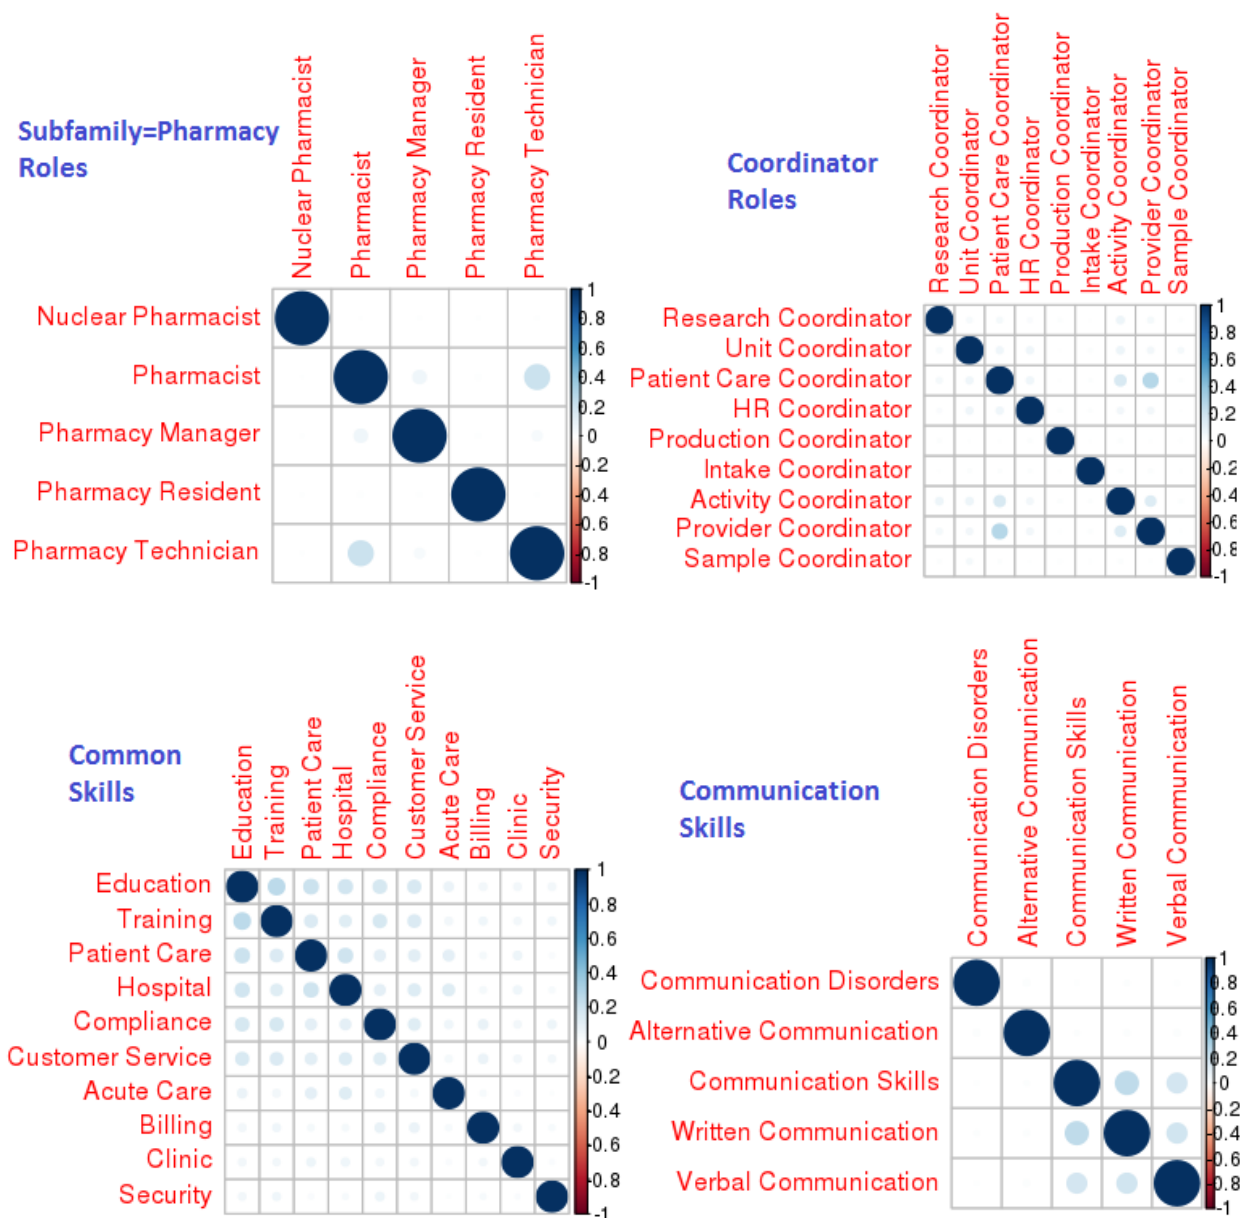 Subfamily=Pharmacy
Roles
Nuclear Pharmacist
Pharmacist
Pharmacy Manager
Pharmacy Resident
Pharmacy Technician
Nuclear Pharmacist
Pharmacist
Pharmacy Manager
Pharmacy Resident
Pharmacy Technician
1
0.8
0.6
0.4
0.2
0
-0.2
-0.4
-0.6
-0.8
-1
Coordinator
Roles
Research Coordinator
Unit Coordinator
Patient Care Coordinator
HR Coordinator
Production Coordinator
Intake Coordinator
Activity Coordinator
Provider Coordinator
Sample Coordinator
Research Coordinator
Unit Coordinator
Patient Care Coordinator
HR Coordinator
Production Coordinator
Intake Coordinator
Activity Coordinator
Provider Coordinator
Sample Coordinator
1
0.8
0.6
0.4
0.2
0
-0.2
-0.4
-0.6
-0.8
-1
Common
Skills
Education
Training
Patient Care
Hospital
Compliance
Customer Service
Acute Care
Billing
Clinic
Security
Education
Training
Patient Care
Hospital
Compliance
Customer Service
Acute Care
Billing
Clinic
Security
1
0.8
0.6
0.4
0.2
0
-0.2
-0.4
-0.6
-0.8
-1
Communication
Skills
Communication Disorders
Alternative Communication
Communication Skills
Written Communication
Verbal Communication
Communication Disorders
Alternative Communication
Communication Skills
Written Communication
Verbal Communication
1
0.8
0.6
0.4
0.2
0
-0.2
-0.4
-0.6
-0.8
-1